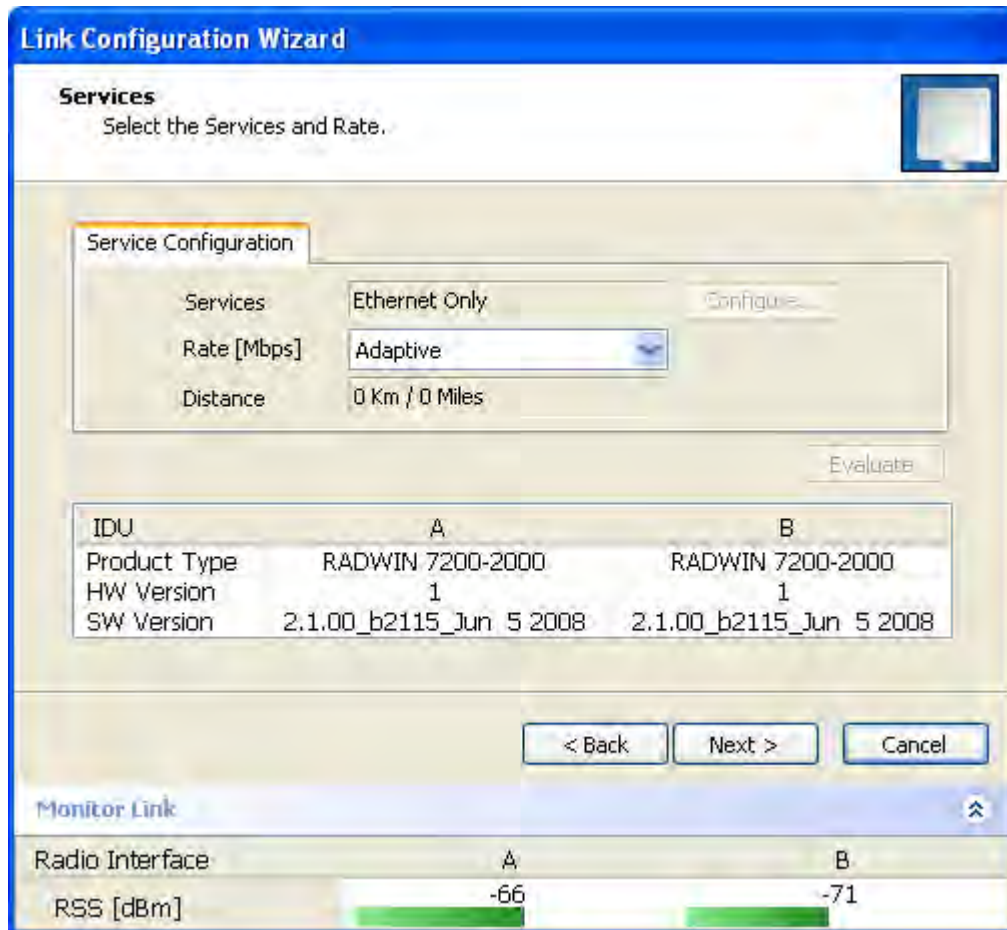 Link Configuration Wizard
Services
Select the Services and Rate.
Service Configuration
Services Ethernet Only Configure...
Rate [Mbps] Adaptive
Distance 0 Km / 0 Miles
Evaluate
IDU A B
Product Type RADWIN 7200-2000 RADWIN 7200-2000
HW Version 1 1
SW Version 2.1.00_b2115_Jun 5 2008 2.1.00_b2115_Jun 5 2008
< Back Next > Cancel
Monitor Link
Radio Interface A B
RSS [dBm] -66 -71